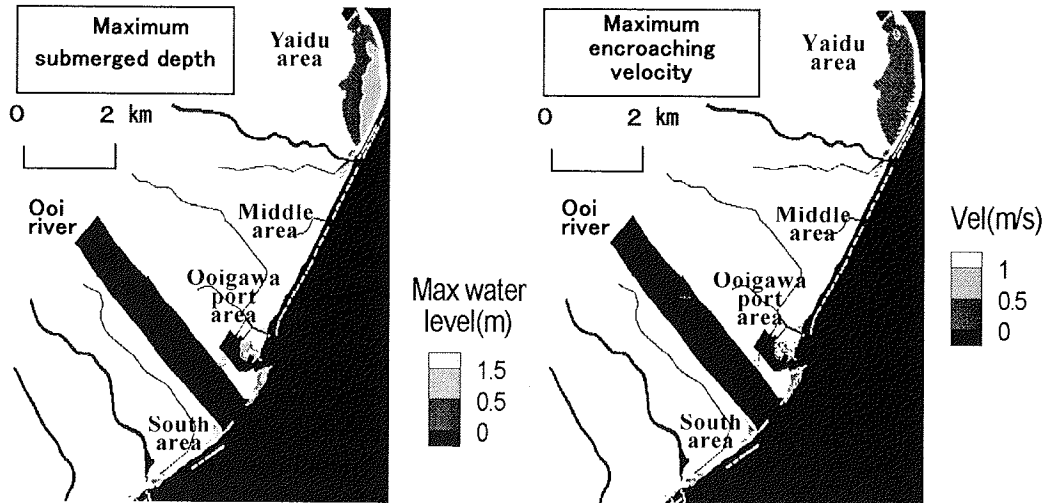 Maximum
submerged depth
Yaidu
area
0 2 km
Ooi
river
Middle
area
Ooigawa
port
area
South
area
Max water
level(m)
1.5
0.5
0
Maximum
encroaching
velocity
Yaidu
area
0 2 km
Ooi
river
Middle
area
Ooigawa
port
area
South
area
Vel(m/s)
1
0.5
0